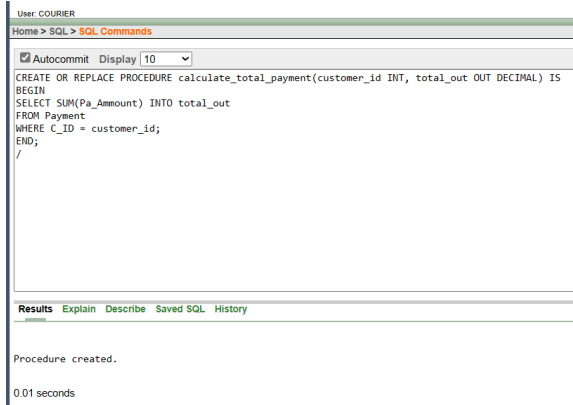 User: COURIER
Home > SQL > SQL Commands
Autocommit Display 10
CREATE OR REPLACE PROCEDURE calculate_total_payment(customer_id INT, total_out OUT DECIMAL) IS
BEGIN
SELECT SUM(Pa_Ammount) INTO total_out
FROM Payment
WHERE C_ID = customer_id;
END;
/
Results Explain Describe Saved SQL History
Procedure created.
0.01 seconds